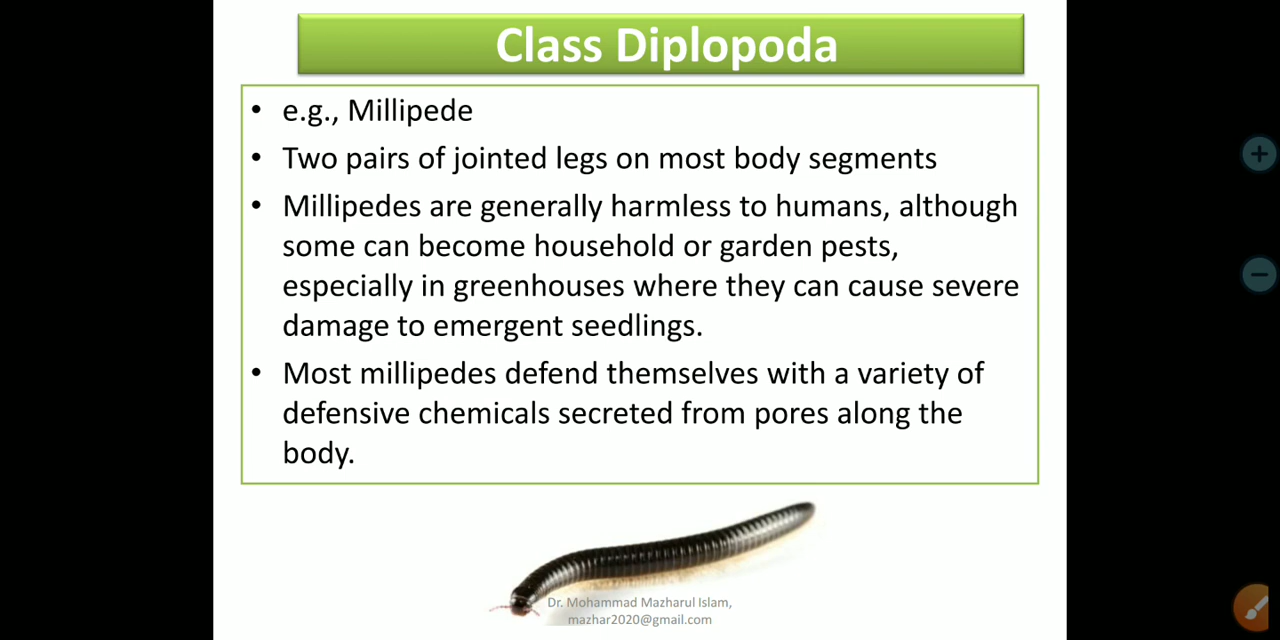 Class Diplopoda
• e.g., Millipede
• Two pairs of jointed legs on most body segments
• Millipedes are generally harmless to humans, although
some can become household or garden pests,
especially in greenhouses where they can cause severe
damage to emergent seedlings.
• Most millipedes defend themselves with a variety of
defensive chemicals secreted from pores along the
body.
Dr. Mohammad Mazharul Islam,
mazhar2020@gmail.com